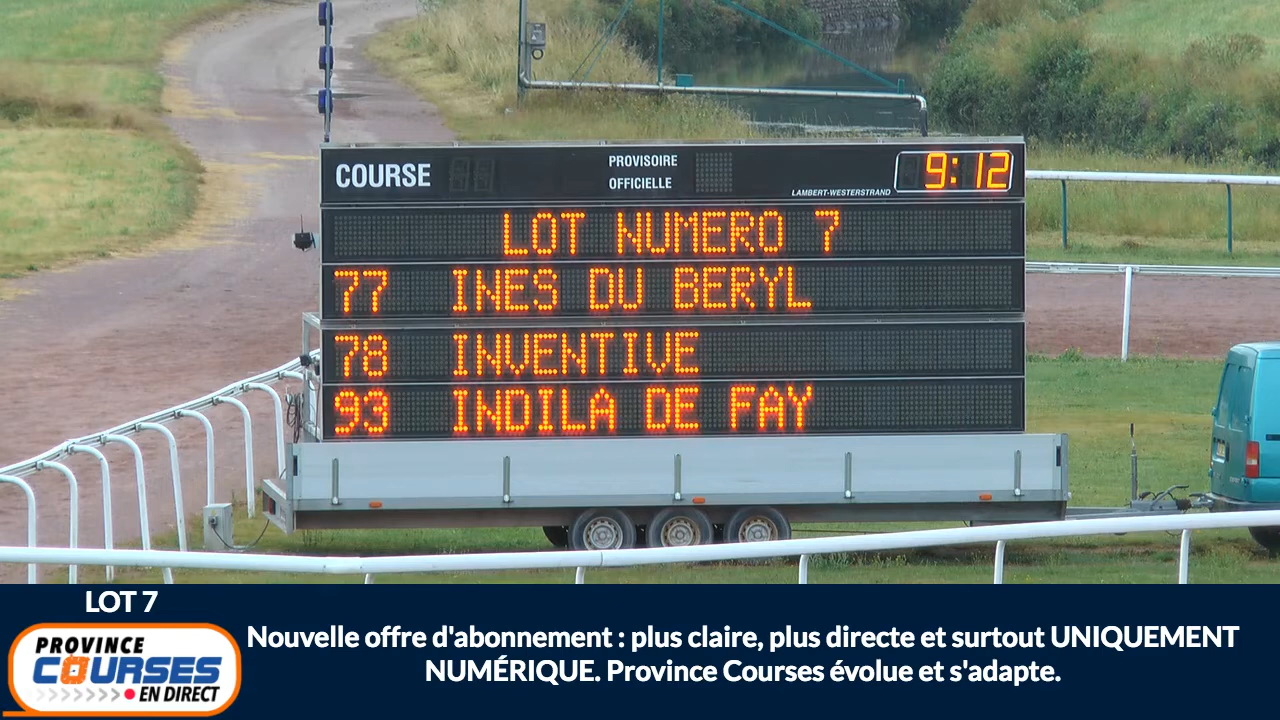 COURSE
PROVISOIRE
OFFICIELLE
LAMBERT-WESTERSTRAND
9:12
LOT NUMERO 7
77 INES DU BERYL
78 INVENTIVE
93 INDILA DE FAY
LOT 7
PROVINCE
COURSES
EN DIRECT
Nouvelle offre d'abonnement : plus claire, plus directe et surtout UNIQUEMENT
NUMÉRIQUE. Province Courses évolue et s'adapte.